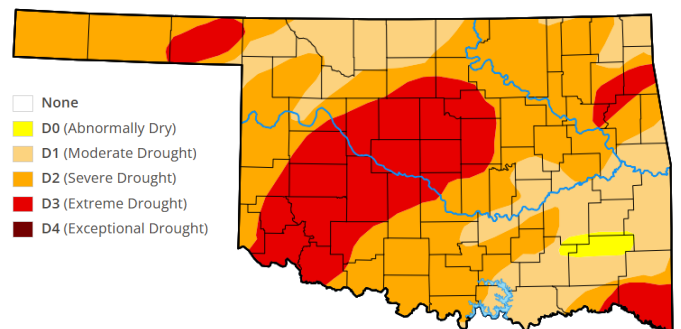 None
D0 (Abnormally Dry)
D1 (Moderate Drought)
D2 (Severe Drought)
D3 (Extreme Drought)
D4 (Exceptional Drought)